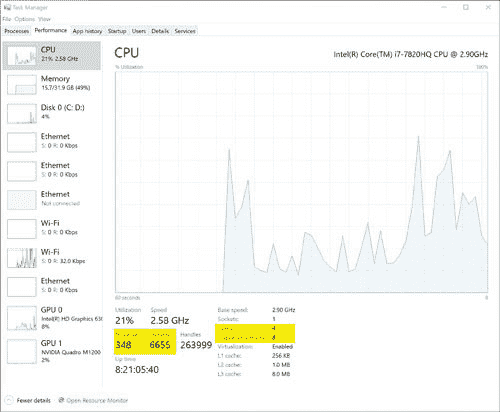 Task Manager
File Options View
Processes Performance App history Startup Users Details Services
CPU
21% 2.58 GHz
Memory
15.7/31.9 GB (49%)
Disk 0 (C: D:)
4%
Ethernet
S: 0 R: 0 Kbps
Ethernet
S: 0 R: 0 Kbps
Ethernet
Not connected
Wi-Fi
S: 0 R: 0 Kbps
Wi-Fi
S: 0 R: 32.0 Kbps
Ethernet
S: 0 R: 0 Kbps
GPU 0
Intel(R) HD Graphics 630
8%
GPU 1
NVIDIA Quadro M1200
2%
CPU Intel(R) Core(TM) i7-7820HQ CPU @ 2.90GHz
% Utilization 100%
60 seconds 0
Utilization Speed
21% 2.58 GHz
Handles
348 6655 263999
Up time
8:21:05:40
Base speed: 2.90 GHz
Sockets: 1
4
8
Virtualization: Enabled
L1 cache: 256 KB
L2 cache: 1.0 MB
L3 cache: 8.0 MB
Fewer details Open Resource Monitor